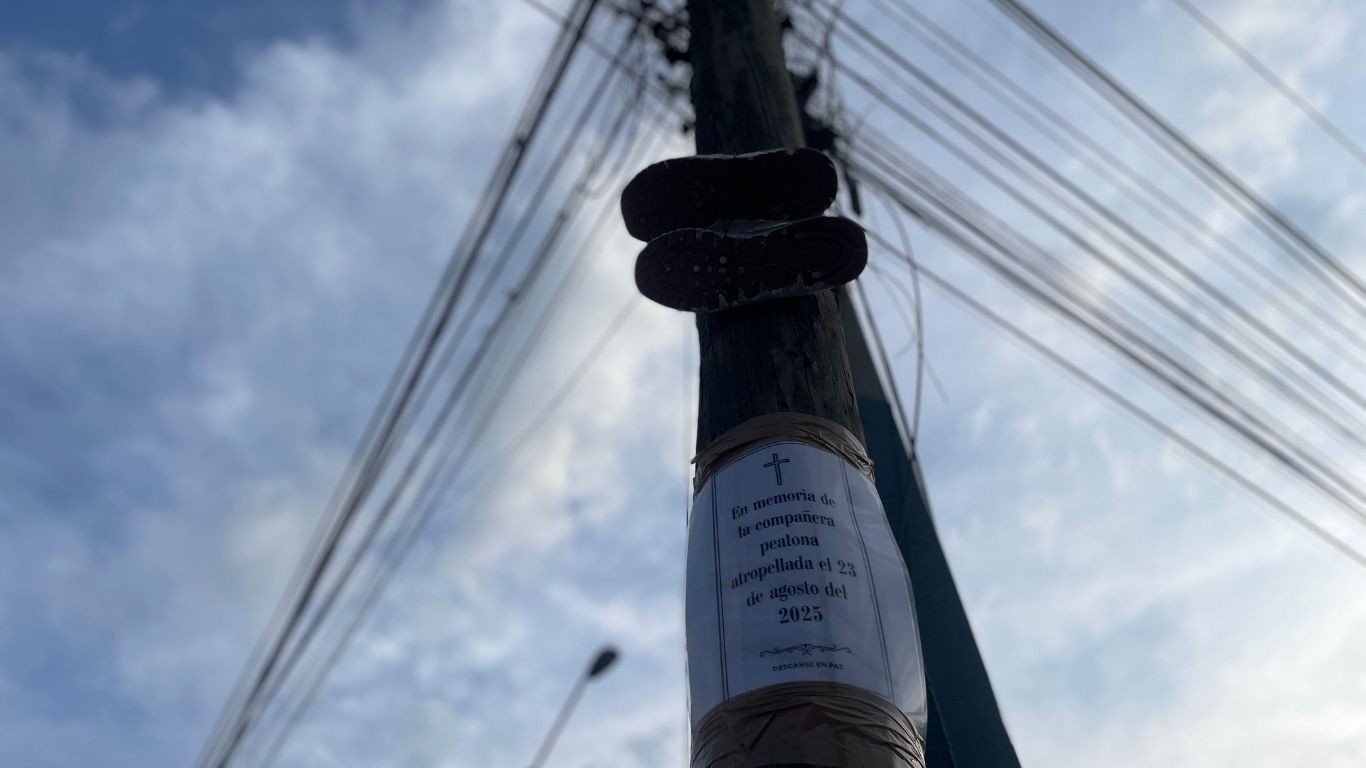 En memoria de
la compañera
peatona
atropellada el 23
de agosto del
2025
DESCANSE EN PAZ